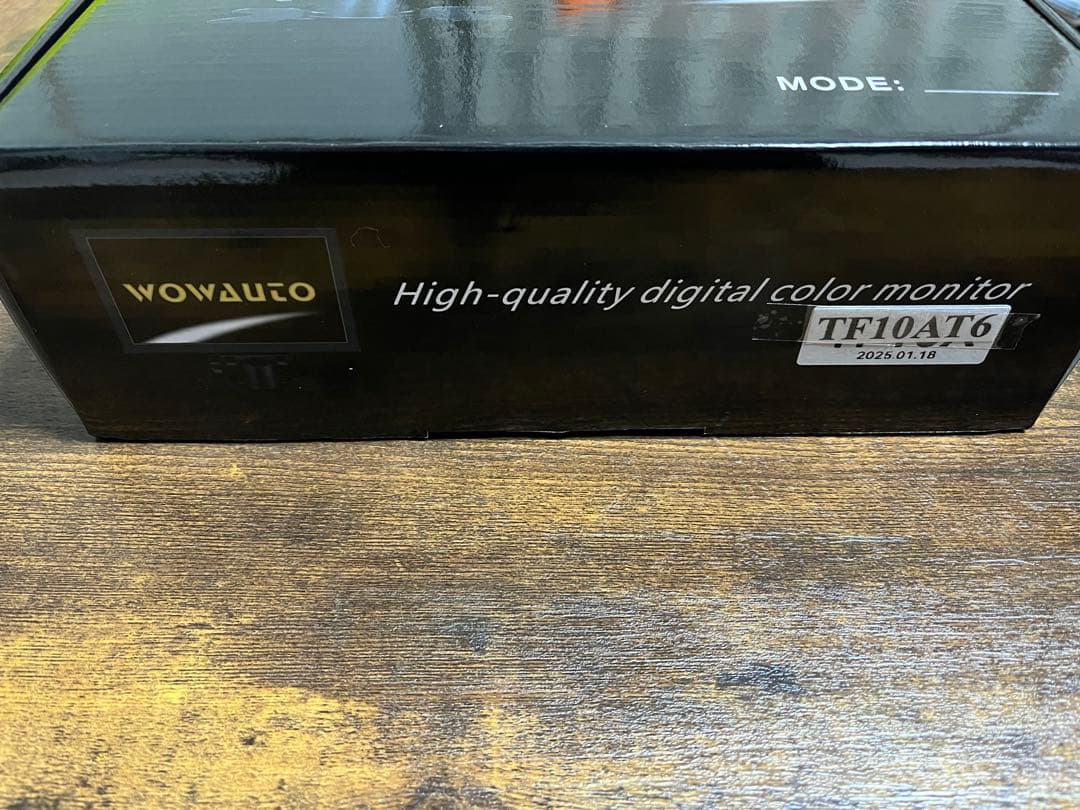 MODE:
WOWAUTO
High-quality digital color monitor
TF10AT6
2025.01.18